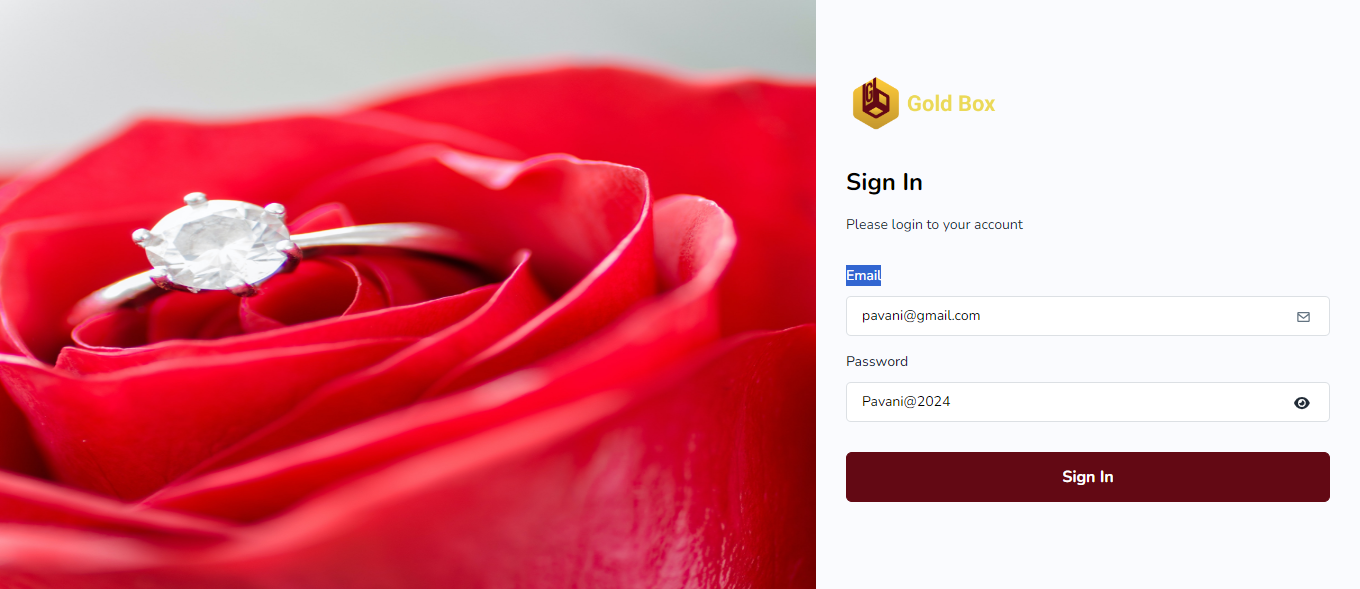 Gold Box
Sign In
Please login to your account
Email
pavani@gmail.com
Password
Pavani@2024
Sign In